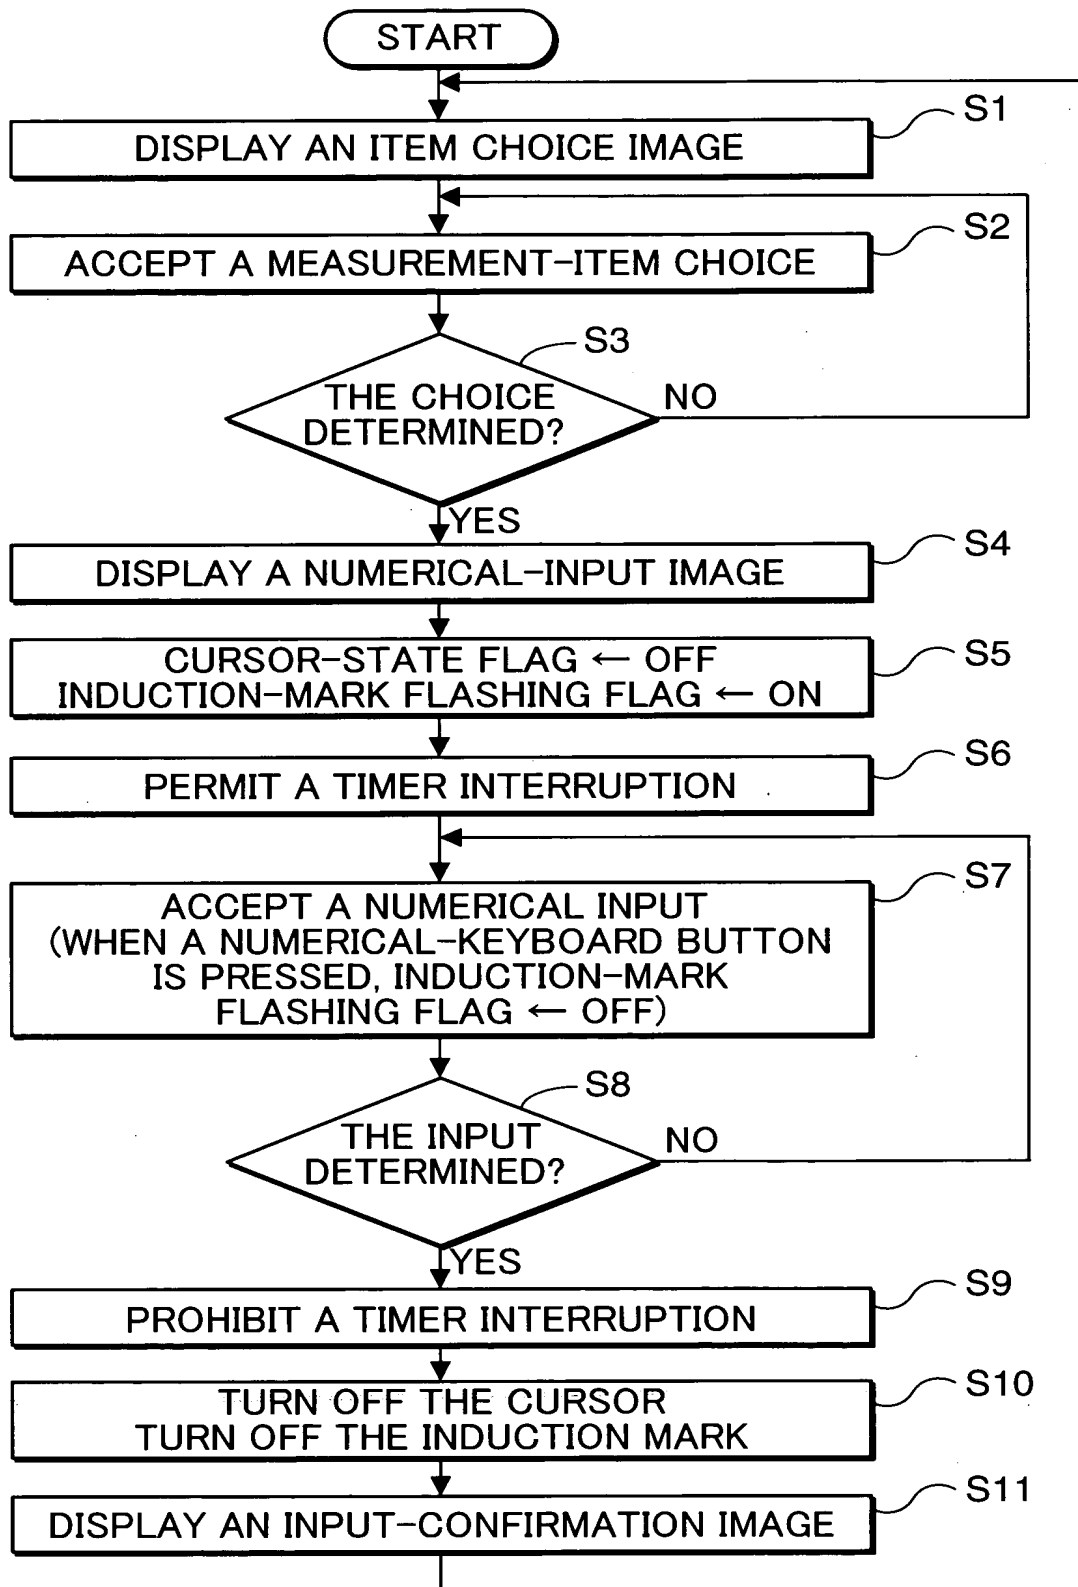 START
S1
DISPLAY AN ITEM CHOICE IMAGE
S2
ACCEPT A MEASUREMENT-ITEM CHOICE
S3
THE CHOICE
DETERMINED?
NO
YES
S4
DISPLAY A NUMERICAL-INPUT IMAGE
S5
CURSOR-STATE FLAG ← OFF
INDUCTION-MARK FLASHING FLAG ← ON
S6
PERMIT A TIMER INTERRUPTION
S7
ACCEPT A NUMERICAL INPUT
(WHEN A NUMERICAL-KEYBOARD BUTTON
IS PRESSED, INDUCTION-MARK
FLASHING FLAG ← OFF)
S8
THE INPUT
DETERMINED?
NO
YES
S9
PROHIBIT A TIMER INTERRUPTION
S10
TURN OFF THE CURSOR
TURN OFF THE INDUCTION MARK
S11
DISPLAY AN INPUT-CONFIRMATION IMAGE